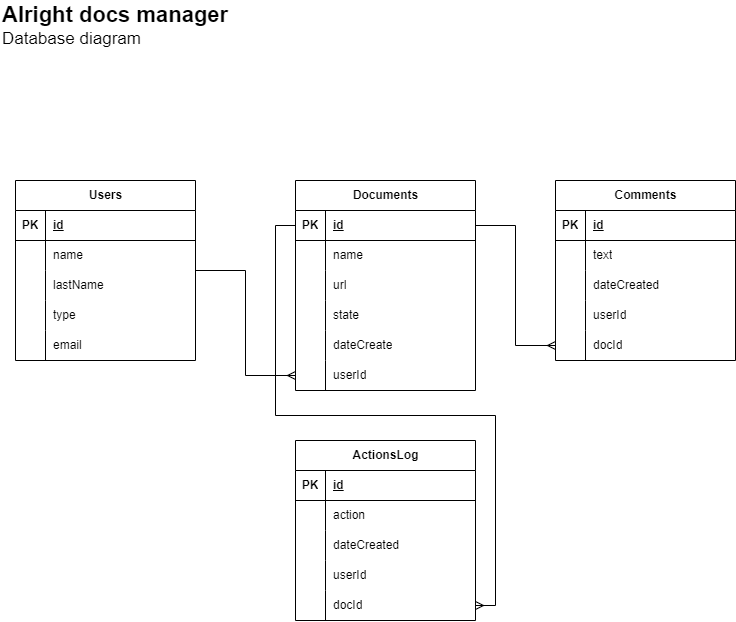 Alright docs manager
Database diagram
Users
PK id
name
lastName
type
email
Documents
PK id
name
url
state
dateCreate
userId
Comments
PK id
text
dateCreated
userId
docId
ActionsLog
PK id
action
dateCreated
userId
docId